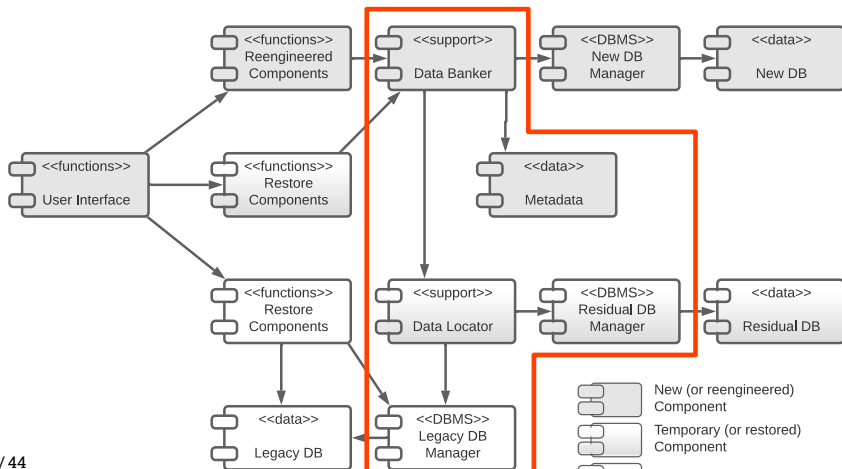 <<functions>>
Reengineered
Components
<<support>>
Data Banker
<<DBMS>>
New DB
Manager
<<data>>
New DB
<<functions>>
User Interface
<<functions>>
Restore
Components
<<data>>
Metadata
<<functions>>
Restore
Components
<<support>>
Data Locator
<<DBMS>>
Residual DB
Manager
<<data>>
Residual DB
<<data>>
Legacy DB
<<DBMS>>
Legacy DB
Manager
New (or reengineered)
Component
Temporary (or restored)
Component
/44